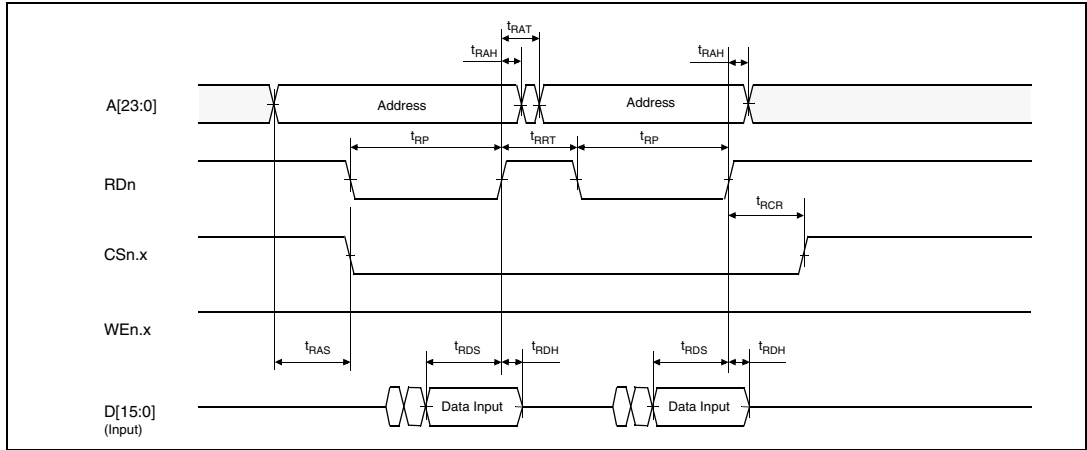 tRAT
tRAH
tRAH
A[23:0]
Address
Address
tRP
tRRT
tRP
RDn
tRCR
CSn.x
WEn.x
tRAS
tRDS
tRDH
tRDS
tRDH
D[15:0]
Data Input
Data Input
(Input)